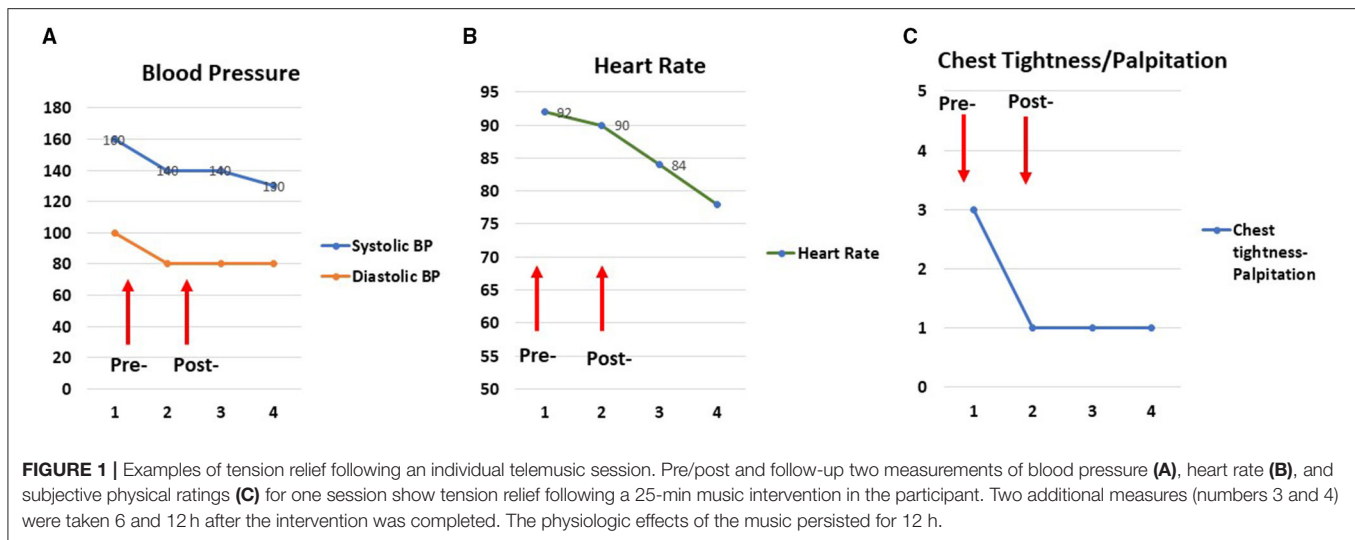 A
Blood Pressure
180
160
140
120
100
80
60
40
20
0
160
140
140
130
Systolic BP
Diastolic BP
Pre-
Post-
1 2 3 4
B
Heart Rate
95
90
85
80
75
70
65
60
55
50
92
90
84
Heart Rate
Pre-
Post-
1 2 3 4
C
Chest Tightness/Palpitation
5
4
3
2
1
0
Pre-
Post-
Chest
tightness-
Palpitation
1 2 3 4
FIGURE 1 | Examples of tension relief following an individual telemusic session. Pre/post and follow-up two measurements of blood pressure (A), heart rate (B), and
subjective physical ratings (C) for one session show tension relief following a 25-min music intervention in the participant. Two additional measures (numbers 3 and 4)
were taken 6 and 12 h after the intervention was completed. The physiologic effects of the music persisted for 12 h.